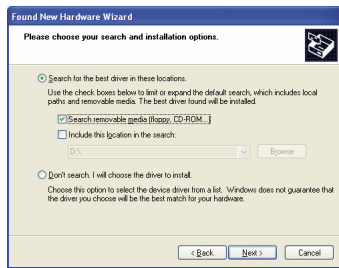 Found New Hardware Wizard
Please choose your search and installation options.
Search for the best driver in these locations.
Use the check boxes below to limit or expand the default search, which includes local
paths and removable media. The best driver found will be installed.
Search removable media (floppy, CD-ROM...)
Include this location in the search:
D:\
Browse
Don't search. I will choose the driver to install.
Choose this option to select the device driver from a list. Windows does not guarantee that
the driver you choose will be the best match for your hardware.
< Back
Next >
Cancel